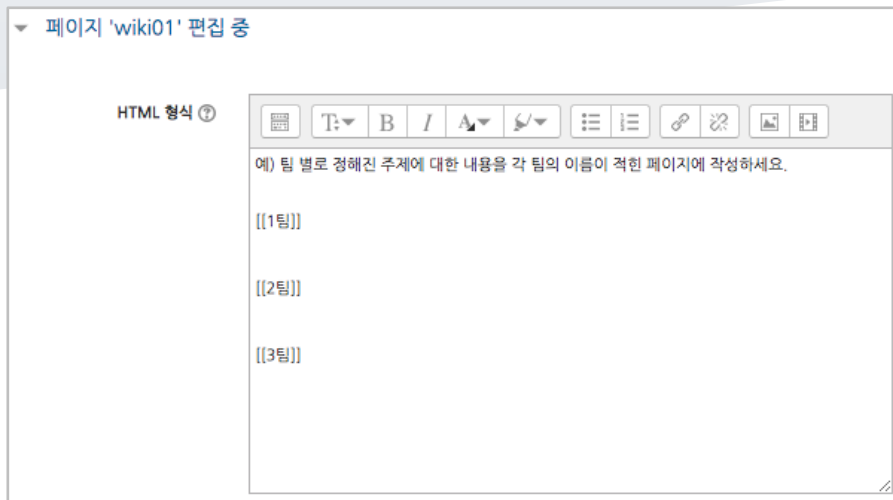 페이지 'wiki01' 편집 중
HTML 형식
예) 팀 별로 정해진 주제에 대한 내용을 각 팀의 이름이 적힌 페이지에 작성하세요.
[[1팀]]
[[2팀]]
[[3팀]]